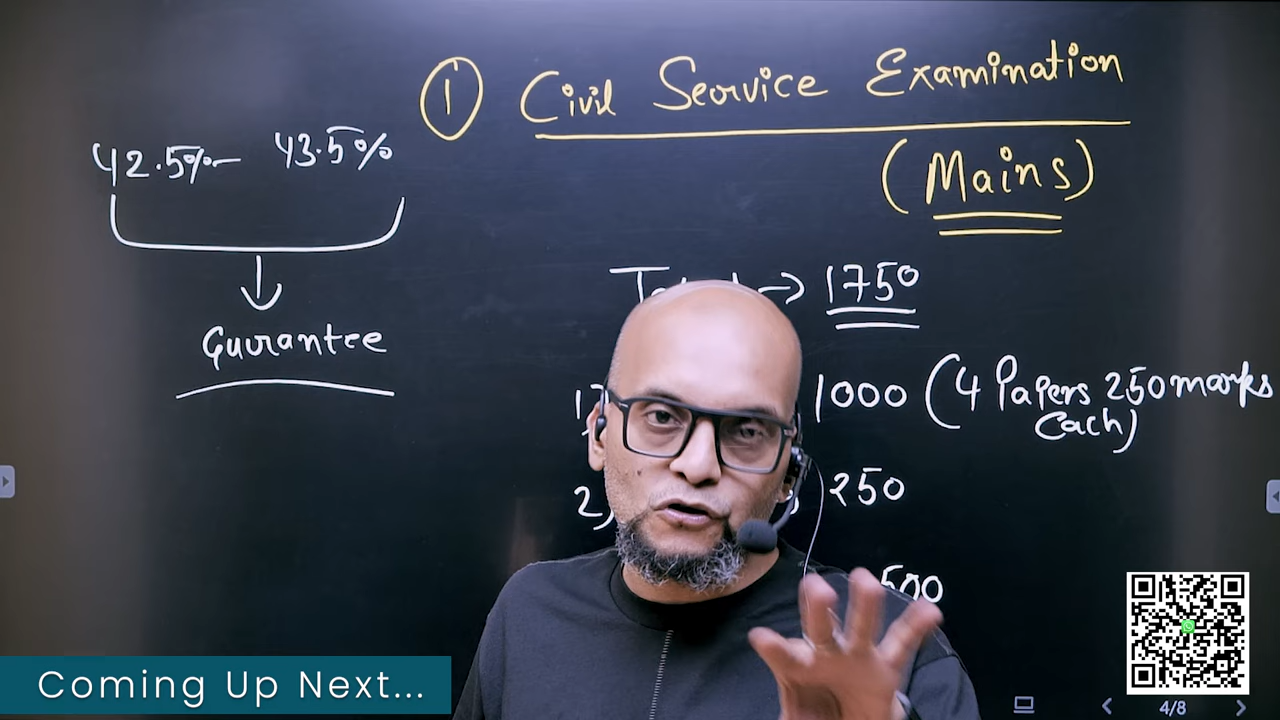 ① Civil Service Examination
(Mains)
42.5% - 43.5%
Guarantee
→ 1750
1000 (4 Papers 250 marks
Each)
2) 250
500
Coming Up Next...
4/8